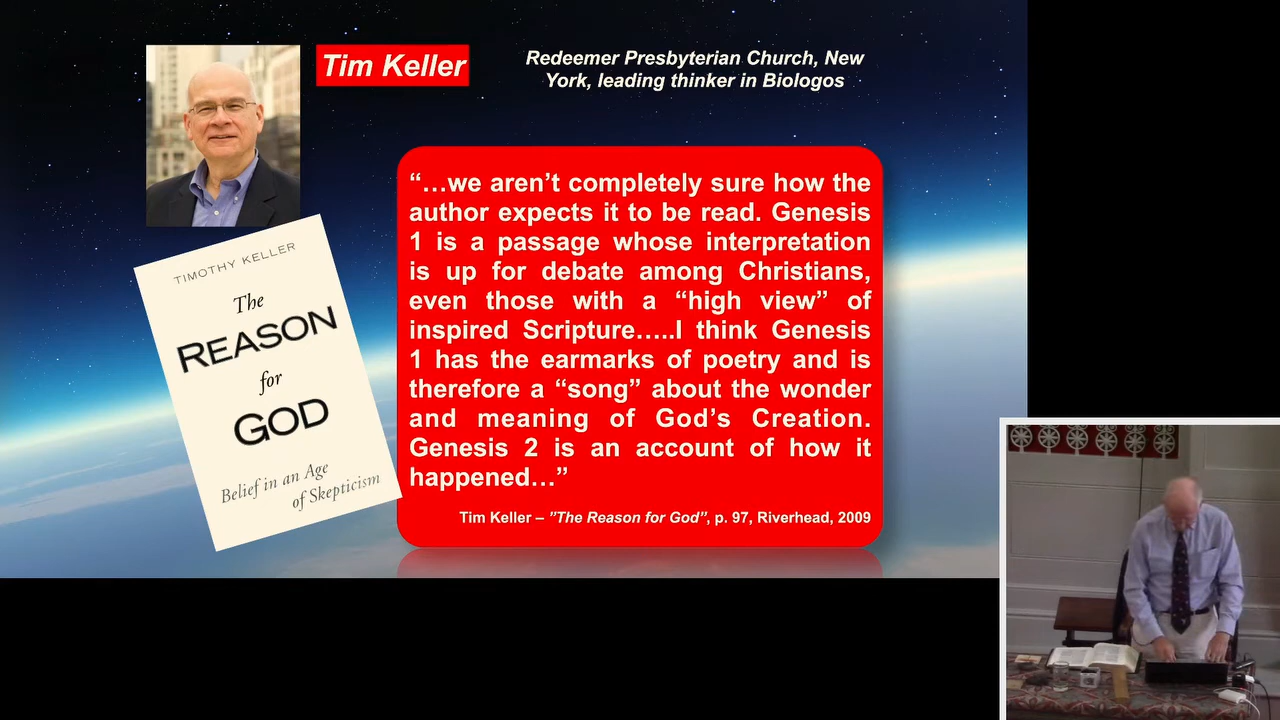 Tim Keller
Redeemer Presbyterian Church, New
York, leading thinker in Biologos
“…we aren’t completely sure how the
author expects it to be read. Genesis
1 is a passage whose interpretation
is up for debate among Christians,
even those with a “high view” of
inspired Scripture…..I think Genesis
1 has the earmarks of poetry and is
therefore a “song” about the wonder
and meaning of God’s Creation.
Genesis 2 is an account of how it
happened…”
Tim Keller – ”The Reason for God”, p. 97, Riverhead, 2009
TIMOTHY KELLER
The
REASON
for
GOD
Belief in an Age
of Skepticism